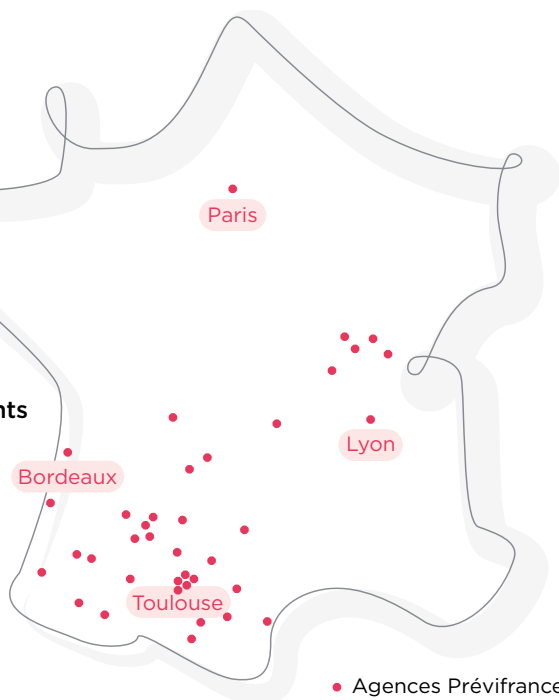 Paris
nts
Lyon
Bordeaux
Toulouse
Agences Prévifrance